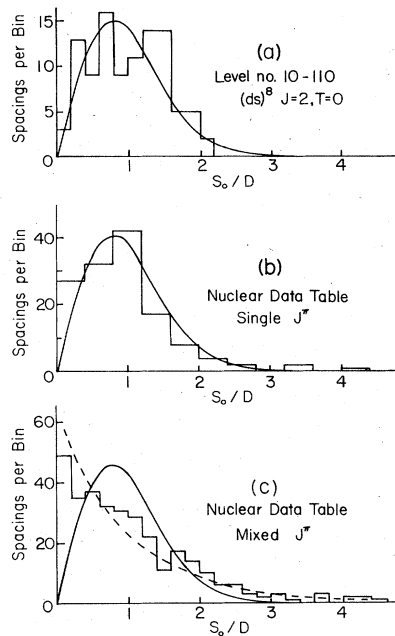 Spacings per Bin
15
10
5
0
(a)
Level no. 10-110
(ds)⁸ J=2,T=0
0 1 2 3 4
S₀/D
Spacings per Bin
40
20
0
(b)
Nuclear Data Table
Single Jᵖⁱ
0 1 2 3 4
S₀/D
Spacings per Bin
60
40
20
0
(c)
Nuclear Data Table
Mixed J^π
0 1 2 3 4
S₀/D